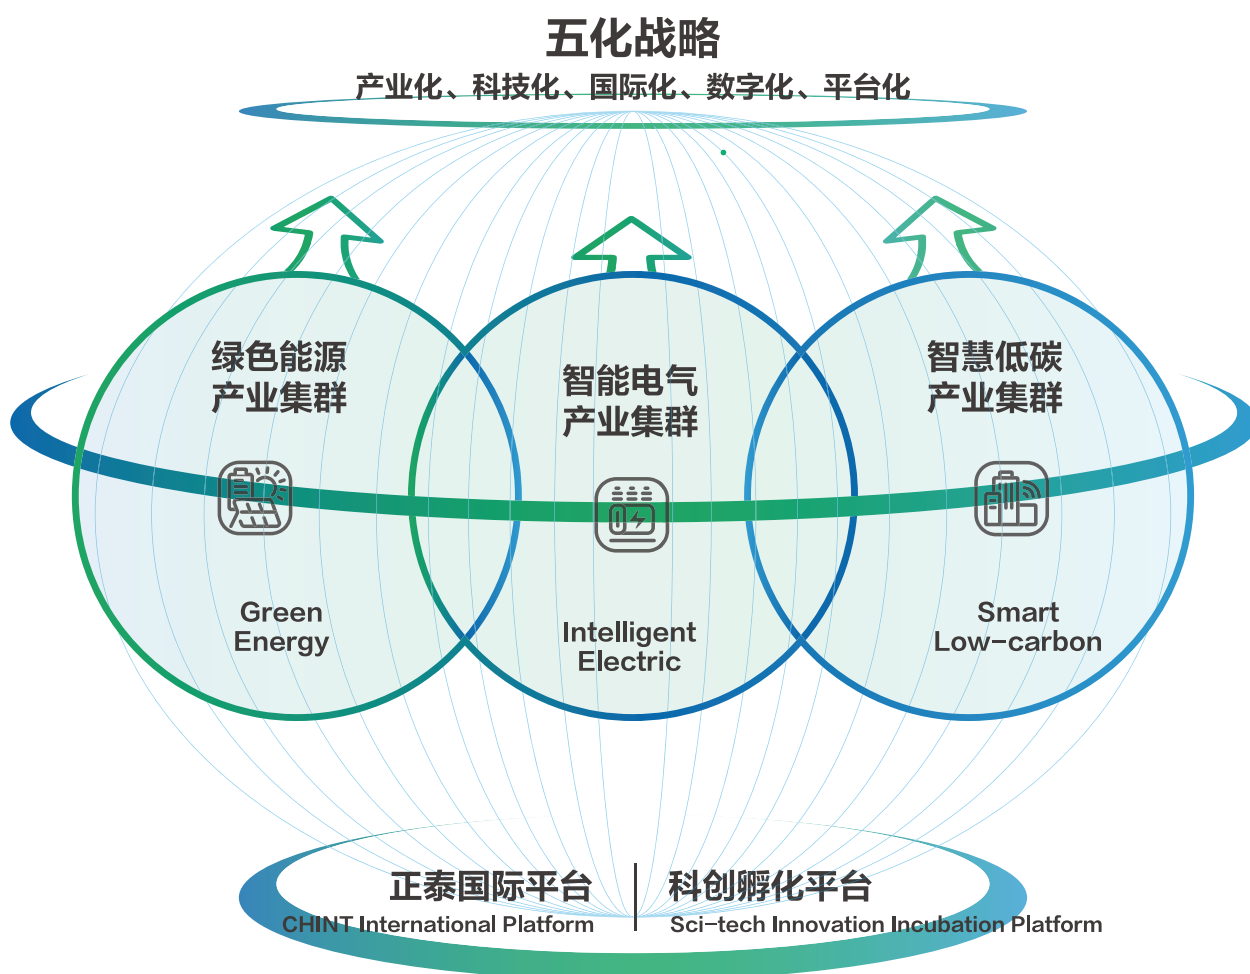 五化战略
产业化、科技化、国际化、数字化、平台化
绿色能源
产业集群
智能电气
产业集群
智慧低碳
产业集群
Green
Energy
Intelligent
Electric
Smart
Low-carbon
正泰国际平台
CHINT International Platform
科创孵化平台
Sci-tech Innovation Incubation Platform